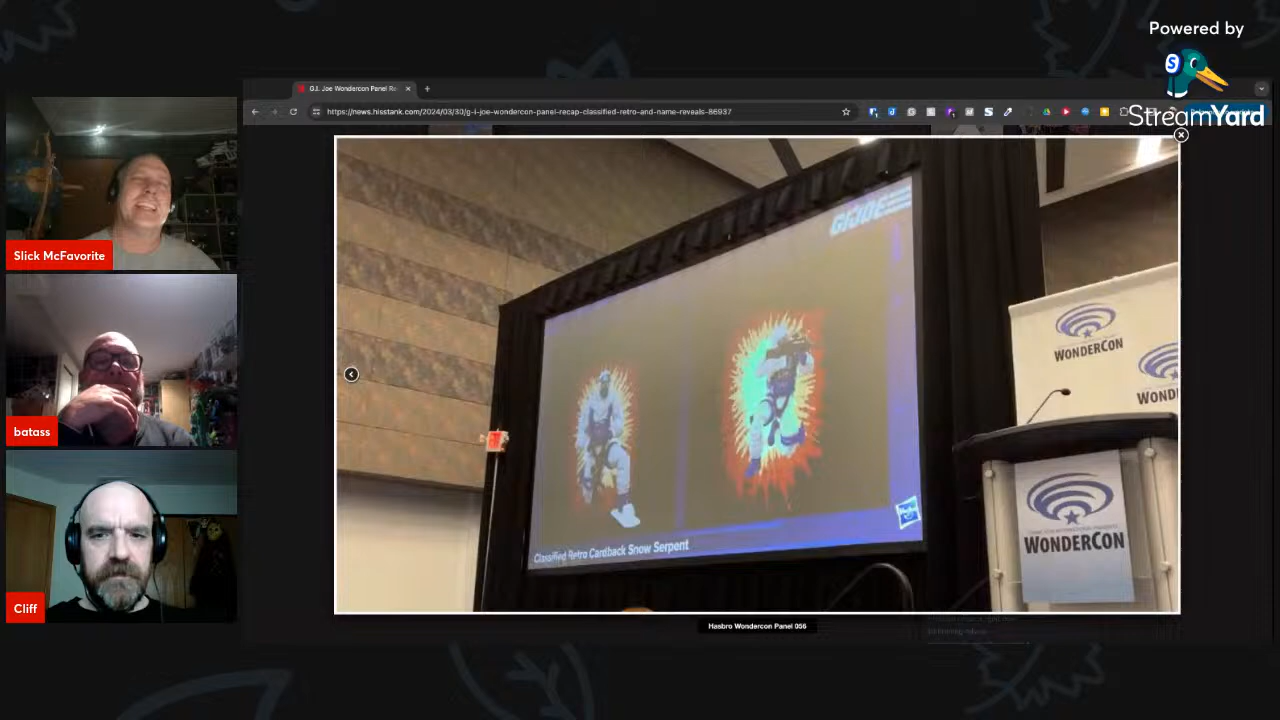 Powered by
StreamYard
G.I. Joe Wondercon Panel Re
https://news.hisstank.com/2024/03/30/g-i-joe-wondercon-panel-recap-classified-retro-and-name-reveals-86937
Slick McFavorite
batass
Cliff
G.I. JOE
WONDERCON
WOND
WONDERCON
Hasbro
Classified Retro Cardback Snow Serpent
Hasbro Wondercon Panel 056